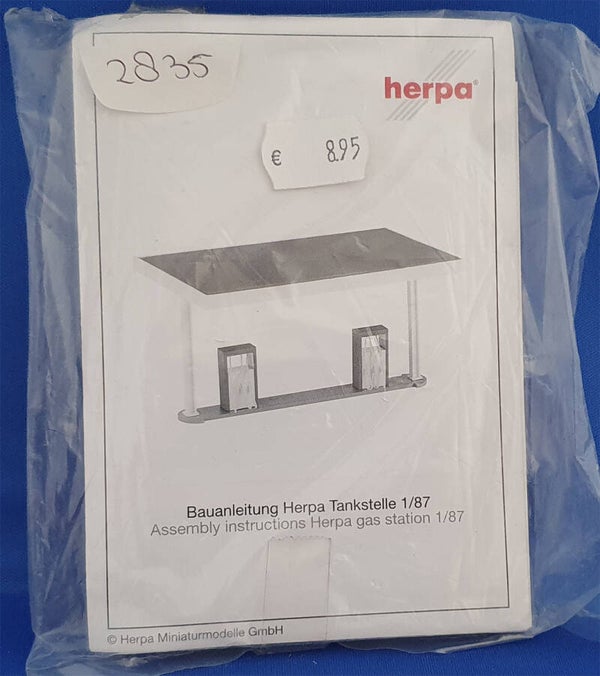 2835
herpa®
€ 8.95
Bauanleitung Herpa Tankstelle 1/87
Assembly instructions Herpa gas station 1/87
© Herpa Miniaturmodelle GmbH